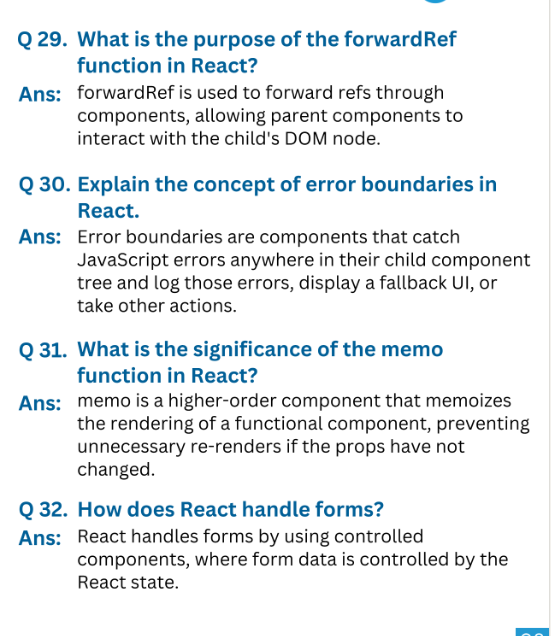 Q 29. What is the purpose of the forwardRef
function in React?
Ans: forwardRef is used to forward refs through
components, allowing parent components to
interact with the child's DOM node.
Q 30. Explain the concept of error boundaries in
React.
Ans: Error boundaries are components that catch
JavaScript errors anywhere in their child component
tree and log those errors, display a fallback UI, or
take other actions.
Q 31. What is the significance of the memo
function in React?
Ans: memo is a higher-order component that memoizes
the rendering of a functional component, preventing
unnecessary re-renders if the props have not
changed.
Q 32. How does React handle forms?
Ans: React handles forms by using controlled
components, where form data is controlled by the
React state.